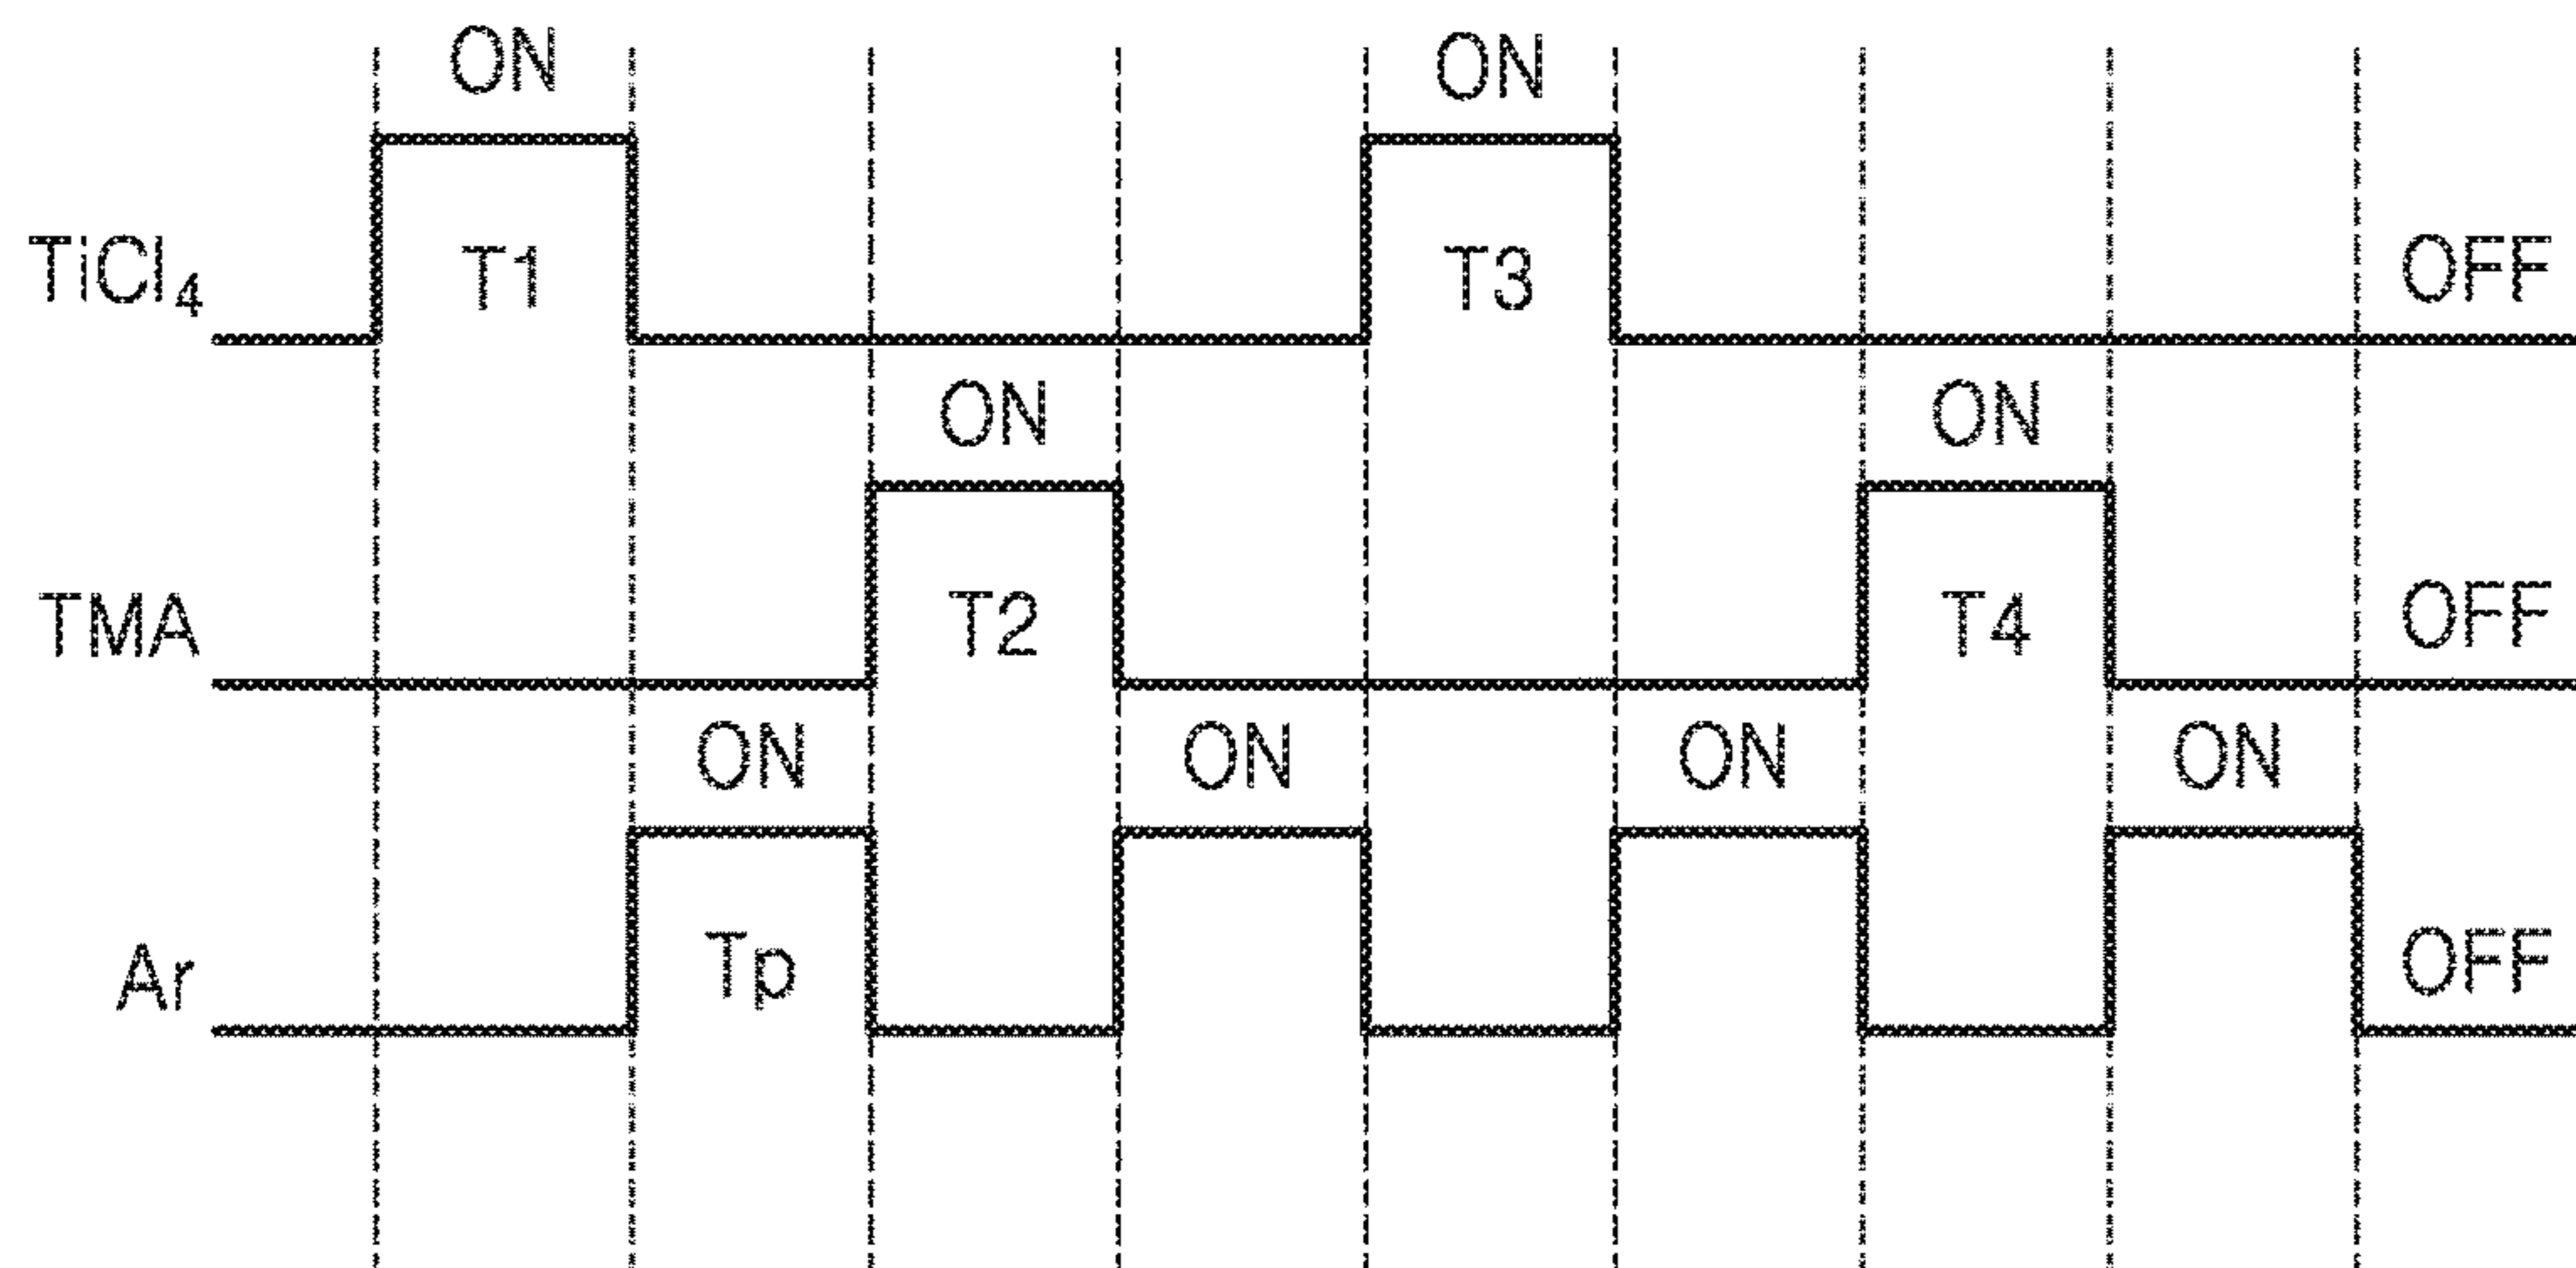 ON ON
TiCl₄ T1 T3 OFF
ON ON
TMA T2 T4 OFF
ON ON ON ON
Ar Tp OFF